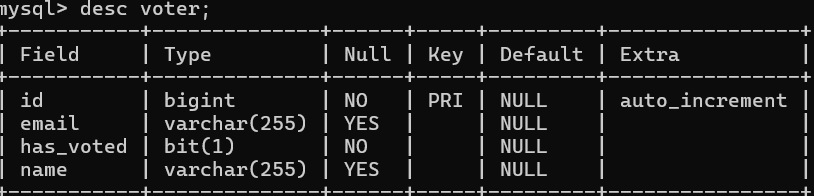 mysql> desc voter;
+-----------+--------------+------+-----+---------+----------------+
| Field | Type | Null | Key | Default | Extra |
+-----------+--------------+------+-----+---------+----------------+
| id | bigint | NO | PRI | NULL | auto_increment |
| email | varchar(255) | YES | | NULL | |
| has_voted | bit(1) | NO | | NULL | |
| name | varchar(255) | YES | | NULL | |
+-----------+--------------+------+-----+---------+----------------+